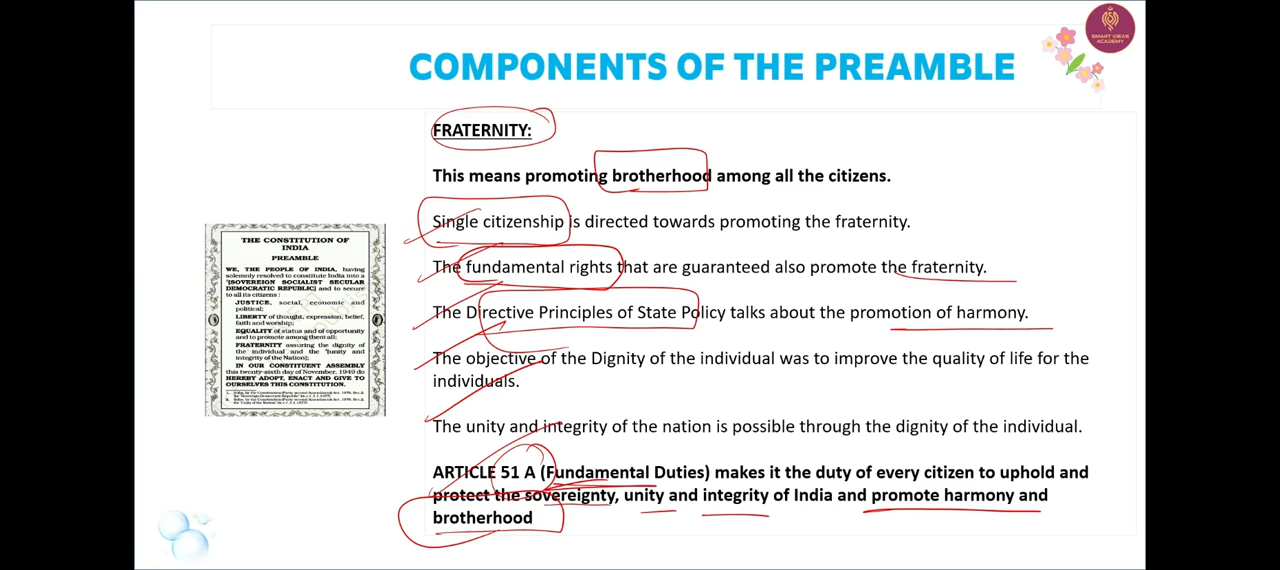 SMART IDEAS
ACADEMY
COMPONENTS OF THE PREAMBLE
FRATERNITY:
This means promoting brotherhood among all the citizens.
Single citizenship is directed towards promoting the fraternity.
The fundamental rights that are guaranteed also promote the fraternity.
The Directive Principles of State Policy talks about the promotion of harmony.
The objective of the Dignity of the individual was to improve the quality of life for the
individuals.
The unity and integrity of the nation is possible through the dignity of the individual.
ARTICLE 51 A (Fundamental Duties) makes it the duty of every citizen to uphold and
protect the sovereignty, unity and integrity of India and promote harmony and
brotherhood
THE CONSTITUTION OF
INDIA
PREAMBLE
WE, THE PEOPLE OF INDIA, having
solemnly resolved to constitute India into a
[SOVEREIGN SOCIALIST SECULAR
DEMOCRATIC REPUBLIC] and to secure
to all its citizens:
JUSTICE, social, economic and
political;
LIBERTY of thought, expression, belief,
faith and worship;
EQUALITY of status and of opportunity
and to promote among them all;
FRATERNITY assuring the dignity of
the individual and the [unity and
integrity of the Nation];
IN OUR CONSTITUENT ASSEMBLY
this twenty-sixth day of November, 1949 do
HEREBY ADOPT, ENACT AND GIVE TO
OURSELVES THIS CONSTITUTION.